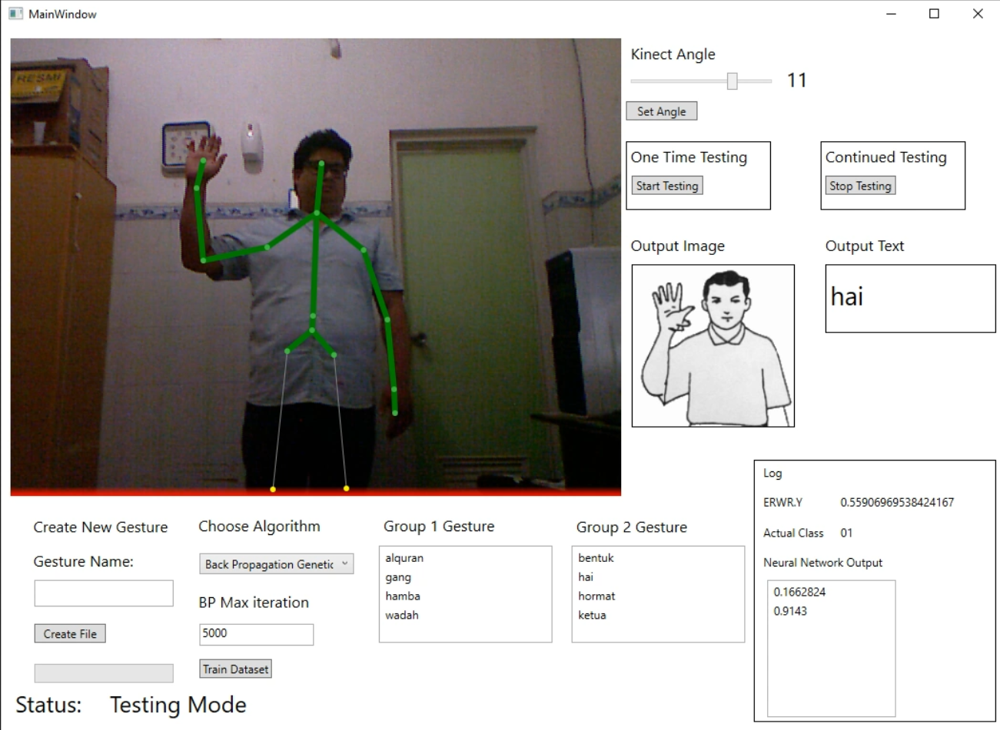 MainWindow
RESMI
Kinect Angle
11
Set Angle
One Time Testing
Start Testing
Continued Testing
Stop Testing
Output Image
Output Text
hai
Create New Gesture
Gesture Name:
Create File
Choose Algorithm
Back Propagation Genetic
BP Max iteration
5000
Train Dataset
Group 1 Gesture
alquran
gang
hamba
wadah
Group 2 Gesture
bentuk
hai
hormat
ketua
Log
ERWR.Y 0.55906969538424167
Actual Class 01
Neural Network Output
0.1662824
0.9143
Status: Testing Mode